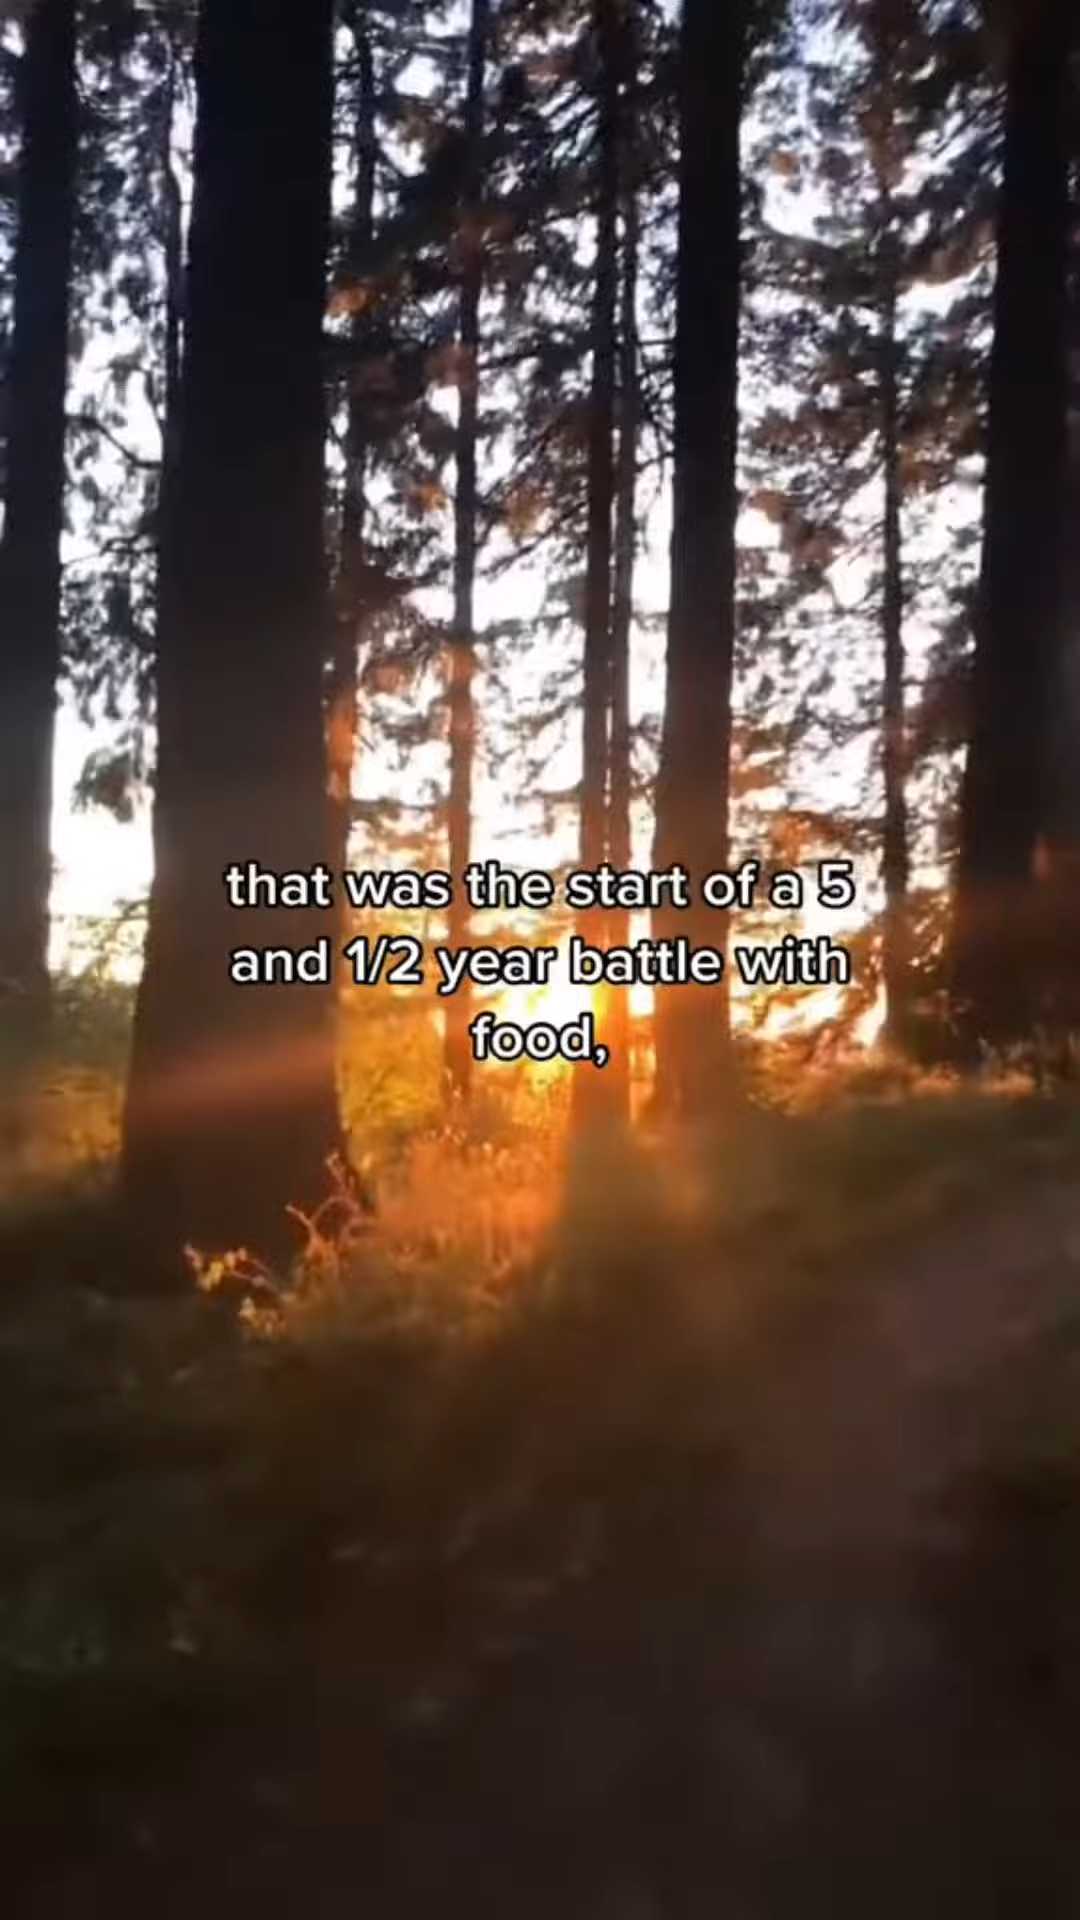 that was the start of a 5
and 1/2 year battle with
food,